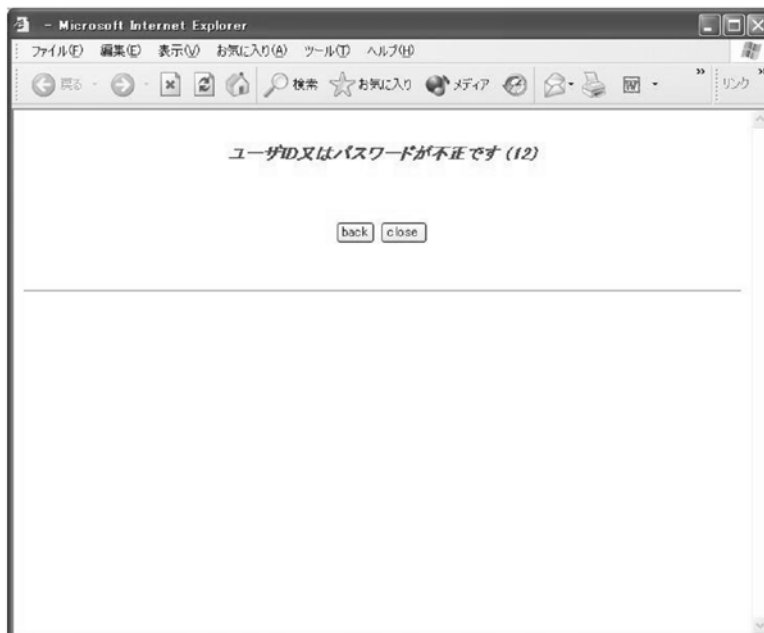 - Microsoft Internet Explorer
ファイル(F) 編集(E) 表示(V) お気に入り(A) ツール(T) ヘルプ(H)
戻る 検索 お気に入り メディア W » リンク »
ユーザID又はパスワードが不正です (12)
back close